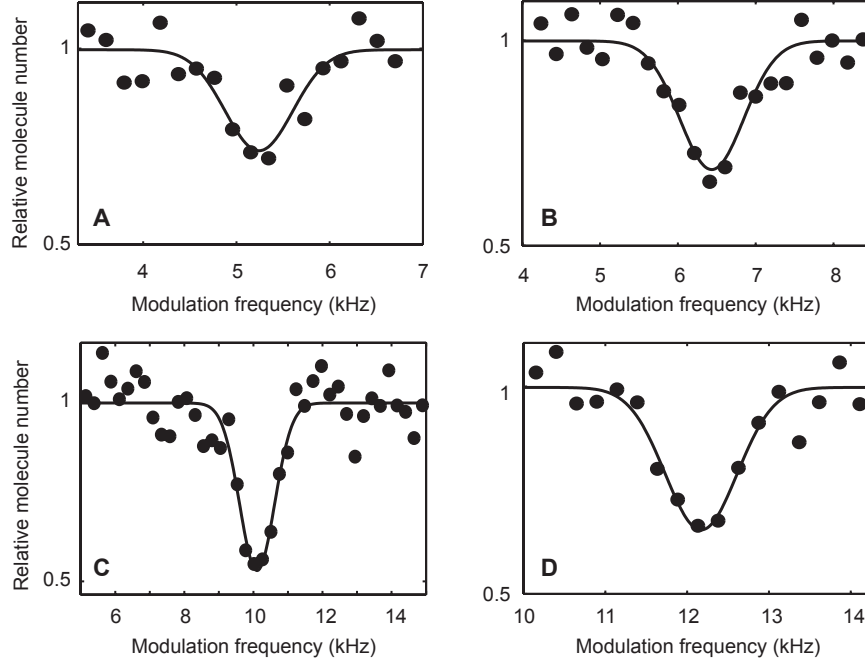 Relative molecule number
1
0.5
A
4 5 6 7
Modulation frequency (kHz)
1
0.5
B
4 5 6 7 8
Modulation frequency (kHz)
Relative molecule number
1
0.5
C
6 8 10 12 14
Modulation frequency (kHz)
1
0.5
D
10 11 12 13 14
Modulation frequency (kHz)